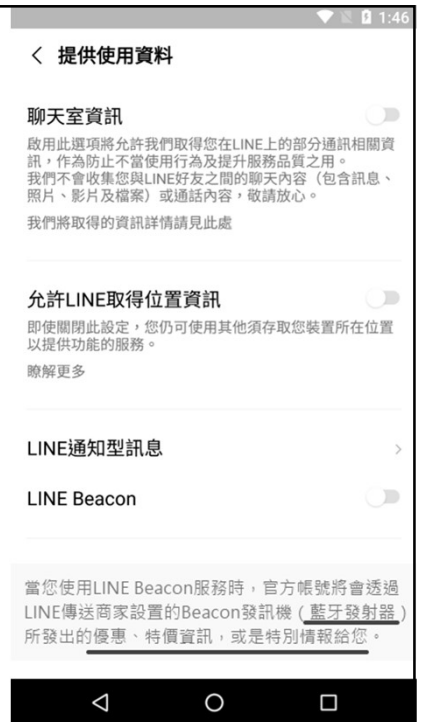 1:46
提供使用資料
聊天室資訊
啟用此選項將允許我們取得您在LINE上的部分通訊相關資
訊，作為防止不當使用行為及提升服務品質之用。
我們不會收集您與LINE好友之間的聊天內容（包含訊息、
照片、影片及檔案）或通話內容，敬請放心。
我們將取得的資訊詳情請見此處
允許LINE取得位置資訊
即使關閉此設定，您仍可使用其他須存取您裝置所在位置
以提供功能的服務。
瞭解更多
LINE通知型訊息
LINE Beacon
當您使用LINE Beacon服務時，官方帳號將會透過
LINE傳送商家設置的Beacon發訊機（藍牙發射器）
所發出的優惠、特價資訊，或是特別情報給您。